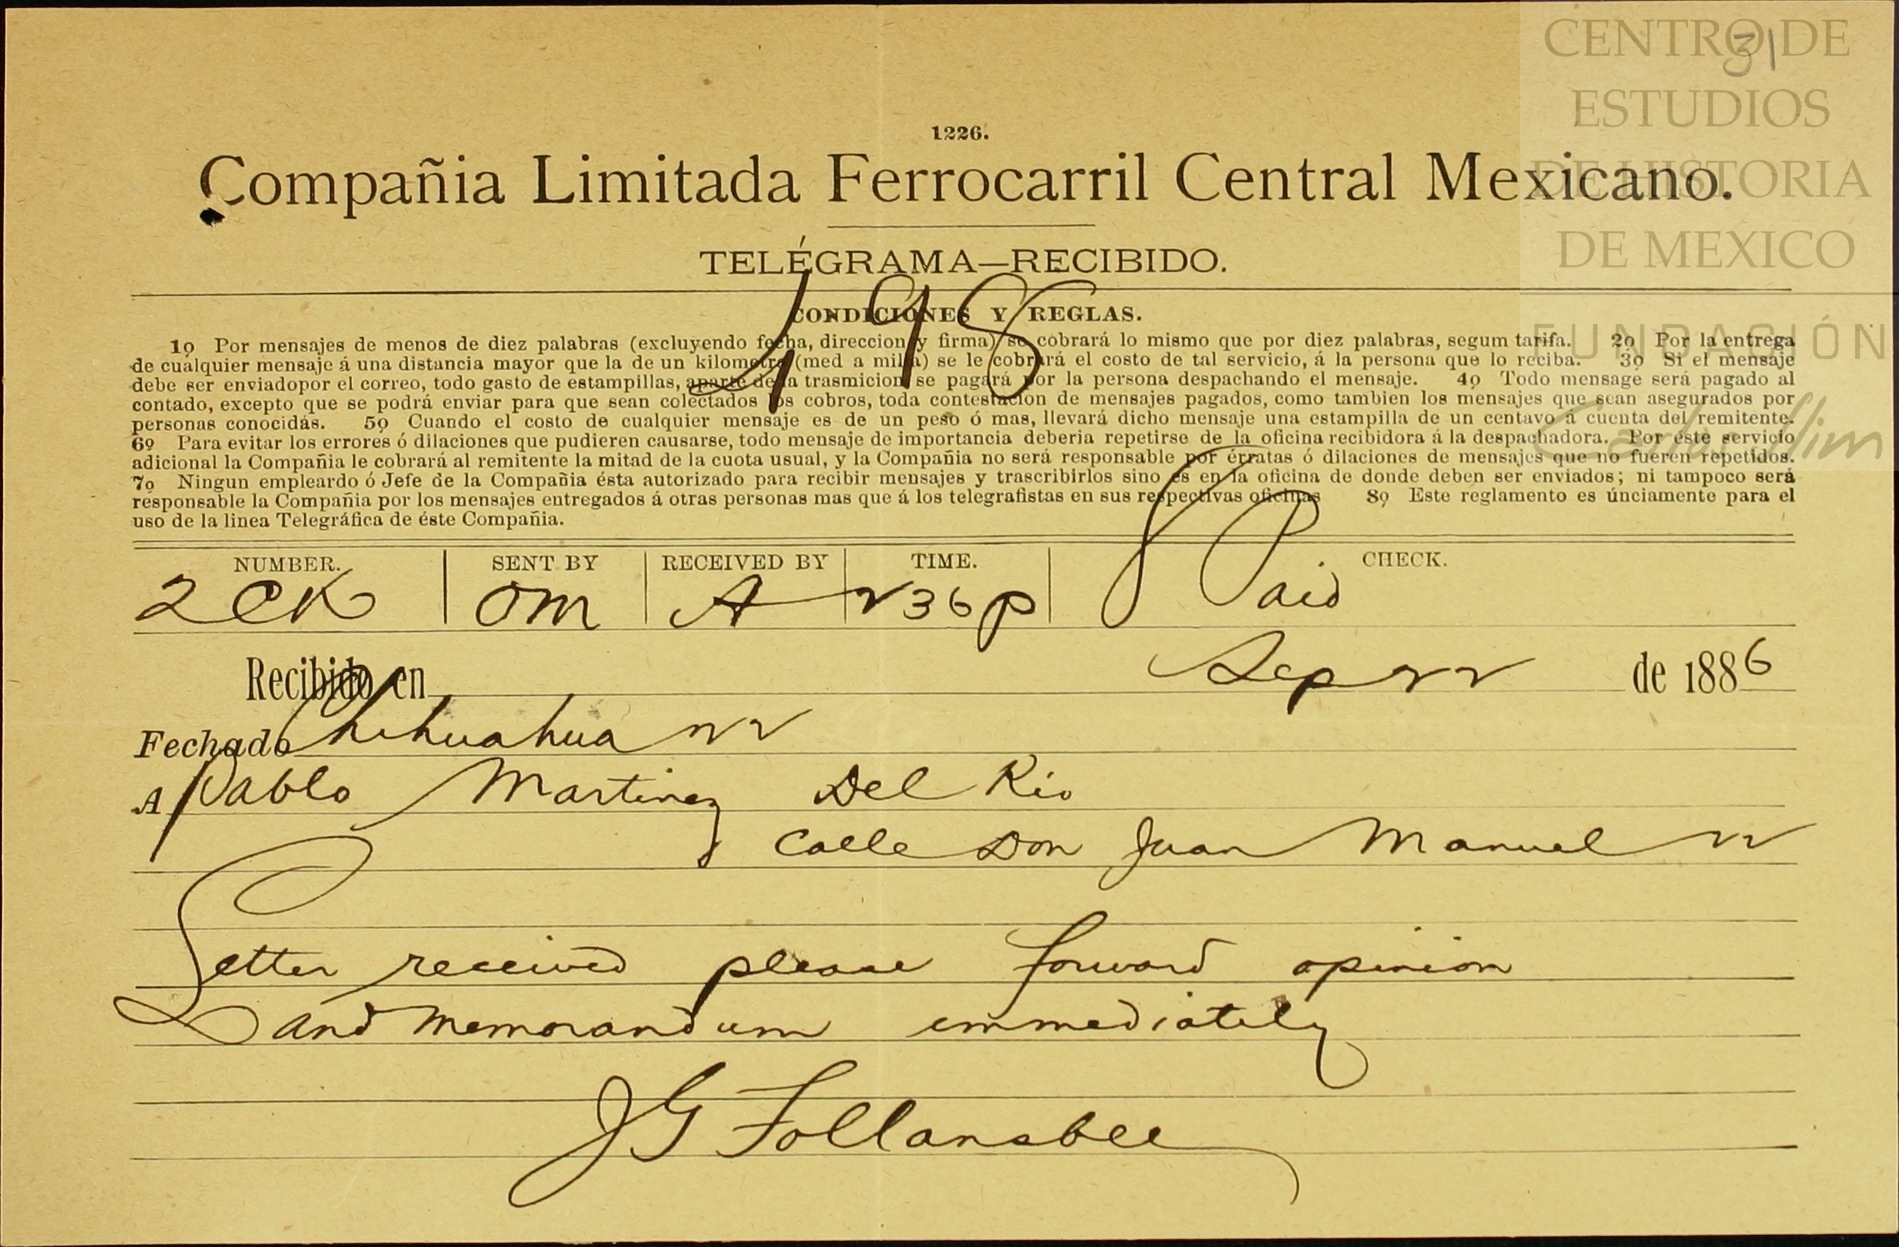 31
CENTRO DE
ESTUDIOS
DE HISTORIA
DE MEXICO
FUNDACIÓN
1226.
Compañia Limitada Ferrocarril Central Mexicano.
TELÉGRAMA—RECIBIDO.
198
CONDICIONES Y REGLAS.
1º Por mensajes de menos de diez palabras (excluyendo fecha, direccion y firma) se cobrará lo mismo que por diez palabras, segum tarifa. 2º Por la entrega
de cualquier mensaje á una distancia mayor que la de un kilometro (med a milla) se le cobrará el costo de tal servicio, á la persona que lo reciba. 3º Si el mensaje
debe ser enviadopor el correo, todo gasto de estampillas, aparte de la trasmicion se pagará por la persona despachando el mensaje. 4º Todo mensage será pagado al
contado, excepto que se podrá enviar para que sean colectados los cobros, toda contestacion de mensajes pagados, como tambien los mensajes que sean asegurados por
personas conocidas. 5º Cuando el costo de cualquier mensaje es de un peso ó mas, llevará dicho mensaje una estampilla de un centavo á cuenta del remitente.
6º Para evitar los errores ó dilaciones que pudieren causarse, todo mensaje de importancia deberia repetirse de la oficina recibidora á la despachadora. Por éste servicio
adicional la Compañia le cobrará al remitente la mitad de la cuota usual, y la Compañia no será responsable por érratas ó dilaciones de mensajes que no fueren repetidos.
7º Ningun empleardo ó Jefe de la Compañia ésta autorizado para recibir mensajes y trascribirlos sino es en la oficina de donde deben ser enviados; ni tampoco será
responsable la Compañia por los mensajes entregados á otras personas mas que á los telegrafistas en sus respectivas oficinas 8º Este reglamento es únciamente para el
uso de la linea Telegráfica de éste Compañia.
NUMBER. SENT BY RECEIVED BY TIME. CHECK.
2 CK OM A 236p Paid
Recibido en Sep 22 de 1886
Fechado Chihuahua 22
A Pablo Martinez Del Rio
Calle Don Juan Manuel 22
Letter received please forward opinion
and memorandum immediately
J G Follansbee